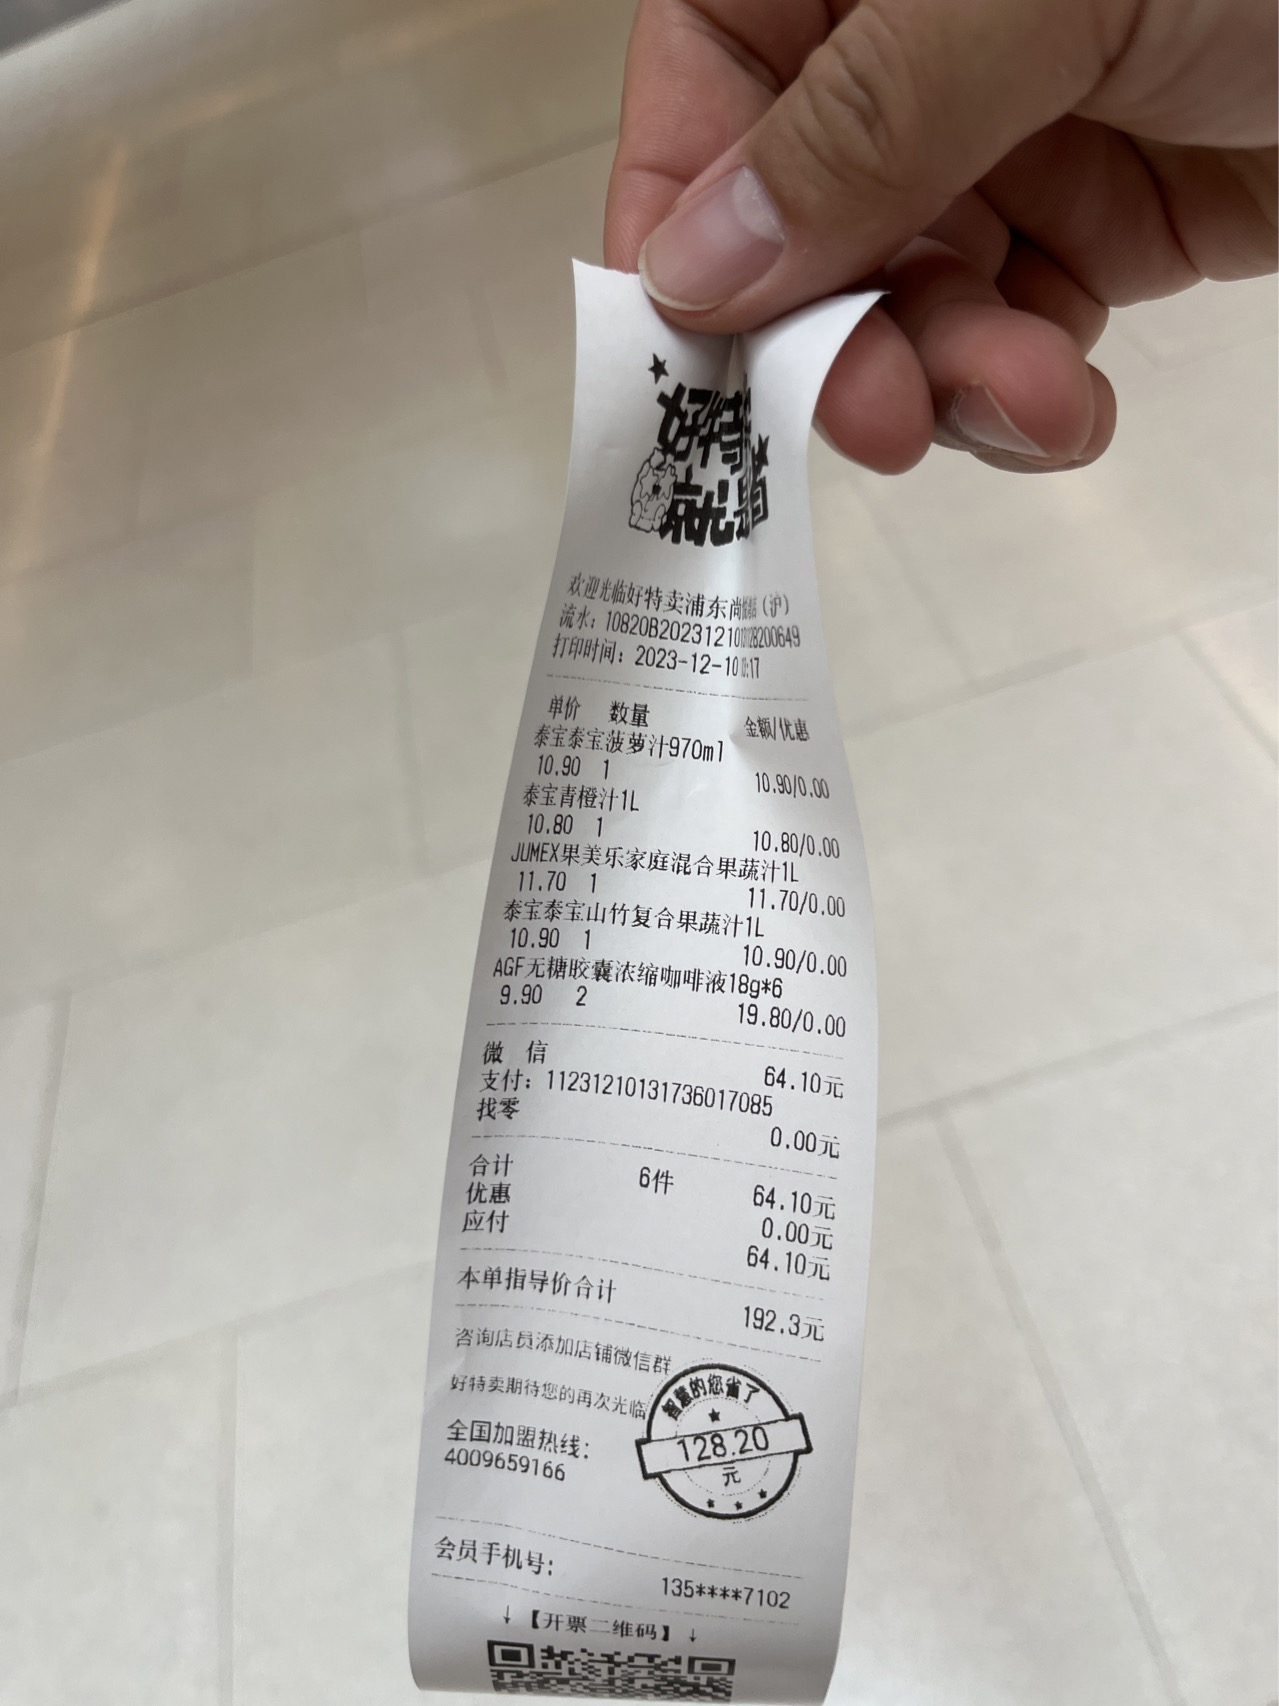 好特
就是省
欢迎光临好特卖浦东尚 (沪)
流水:
打印时间: 2023-12-10
单价 数量 金额/优惠
泰宝泰宝菠萝汁970ml
10.90 1 10.90/0.00
泰宝青橙汁1L
10.80 1 10.80/0.00
JUMEX果美乐家庭混合果蔬汁1L
11.70 1 11.70/0.00
泰宝泰宝山竹复合果蔬汁1L
10.90 1 10.90/0.00
AGF无糖胶囊浓缩咖啡液18g*6
9.90 2 19.80/0.00
微 信 64.10元
支付: 11231210131736017085
找零 0.00元
合计 6件 64.10元
优惠 0.00元
应付 64.10元
本单指导价合计 192.3元
咨询店员添加店铺微信群
好特卖期待您的再次光临
智慧的您省了
128.20
元
全国加盟热线:
4009659166
会员手机号: 135****7102
↓【开票二维码】↓